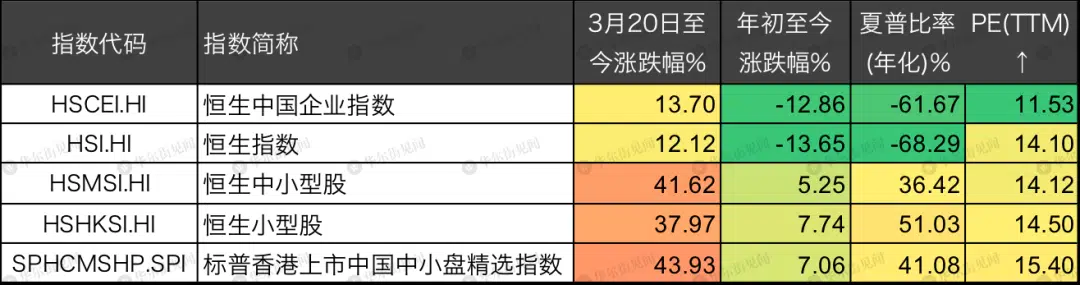 指数代码 指数简称 3月20日至今涨跌幅% 年初至今涨跌幅% 夏普比率(年化)% PE(TTM)↑
HSCEI.HI 恒生中国企业指数 13.70 -12.86 -61.67 11.53
HSI.HI 恒生指数 12.12 -13.65 -68.29 14.10
HSMSI.HI 恒生中小型股 41.62 5.25 36.42 14.12
HSHKSI.HI 恒生小型股 37.97 7.74 51.03 14.50
SPHCMSHP.SPI 标普香港上市中国中小盘精选指数 43.93 7.06 41.08 15.40
华尔街见闻